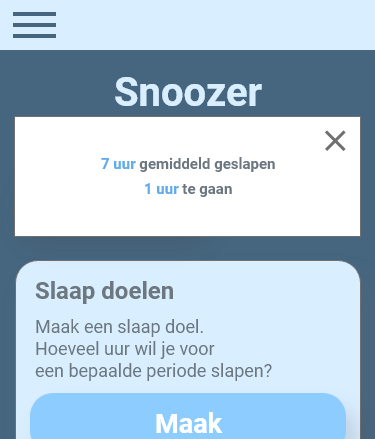 Snoozer
7 uur gemiddeld geslapen
1 uur te gaan
Slaap doelen
Maak een slaap doel.
Hoeveel uur wil je voor
een bepaalde periode slapen?
Maak